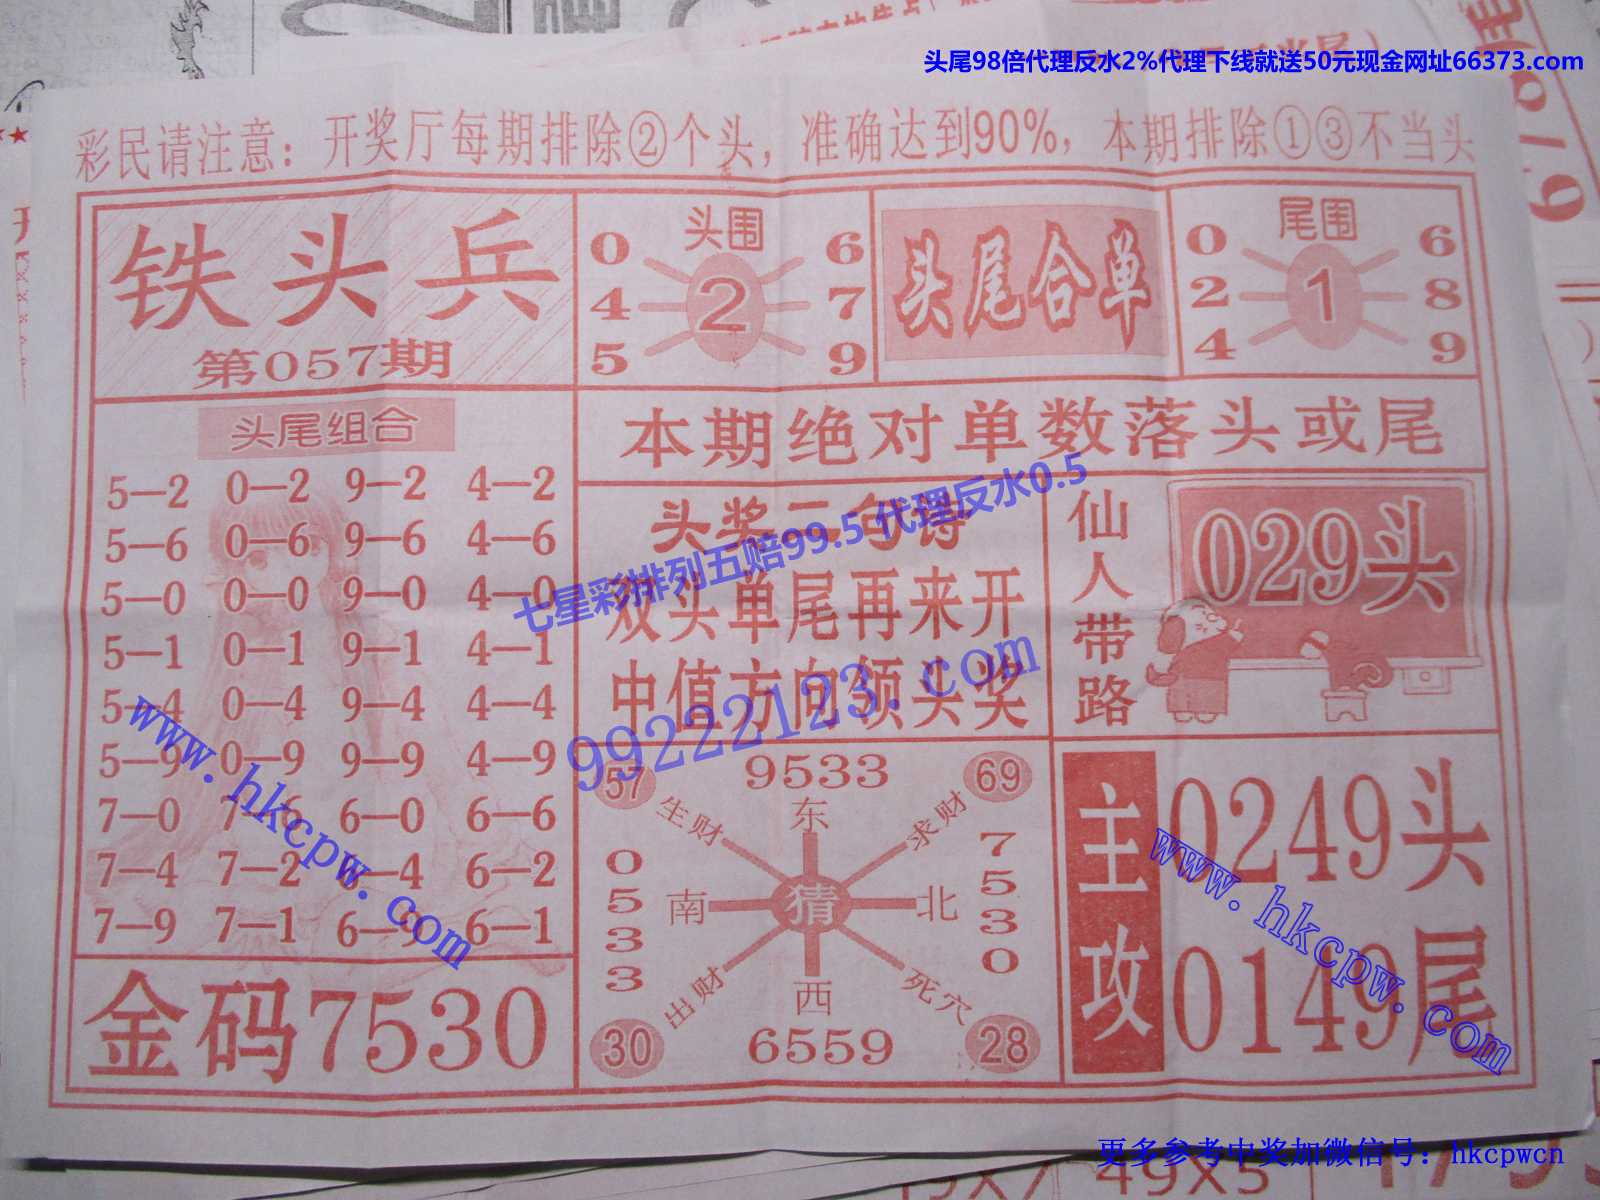 头尾98倍代理反水2%代理下线就送50元现金网址66373.com
彩民请注意：开奖厅每期排除②个头，准确达到90%，本期排除①③不当头
铁头兵
第057期
头围
0 6
4 2 7
5 9
头尾合单
尾围
0 6
2 1 8
4 9
头尾组合
5—2 0—2 9—2 4—2
5—6 0—6 9—6 4—6
5—0 0—0 9—0 4—0
5—1 0—1 9—1 4—1
5—4 0—4 9—4 4—4
5—9 0—9 9—9 4—9
7—0 7—6 6—0 6—6
7—4 7—2 6—4 6—2
7—9 7—1 6—9 6—1
金码7530
本期绝对单数落头或尾
头奖二句诗
双头单尾再来开
中值方向领头奖
七星彩排列五赔99.5 代理反水0.5
99222123.com
仙人带路
029头
57 9533 69
生财 东 求财
0533 南 猜 北 7530
出财 西 死穴
30 6559 28
主攻
0249头
0149尾
www.hkcpw.com
www.hkcpw.com
更多参考中奖加微信号：hkcpwcn
49X5